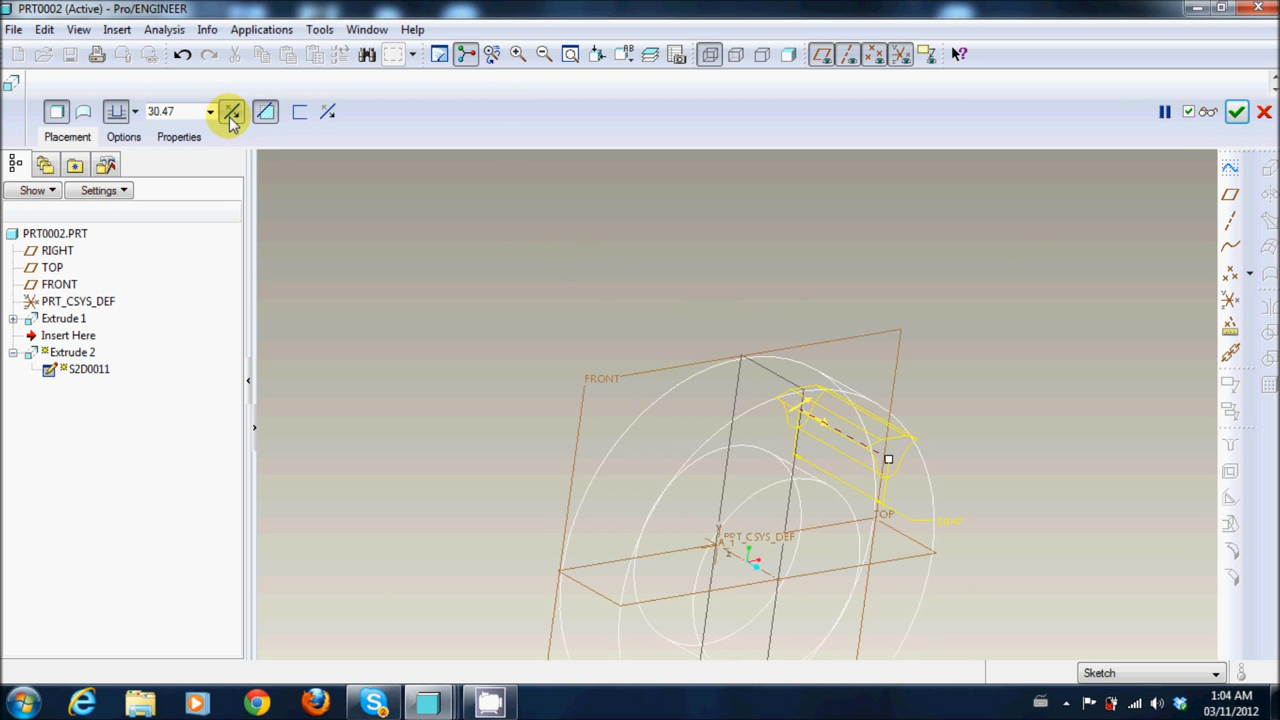 PRT0002 (Active) - Pro/ENGINEER
File Edit View Insert Analysis Info Applications Tools Window Help
30.47
Placement Options Properties
Show Settings
PRT0002.PRT
RIGHT
TOP
FRONT
PRT_CSYS_DEF
Extrude 1
Insert Here
Extrude 2
S2D0011
FRONT
TOP
PRT_CSYS_DEF
A_1
Sketch
1:04 AM
03/11/2012